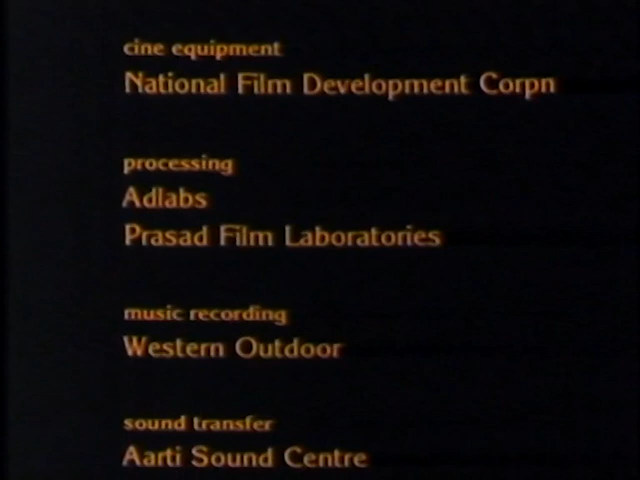 cine equipment
National Film Development Corpn
processing
Adlabs
Prasad Film Laboratories
music recording
Western Outdoor
sound transfer
Aarti Sound Centre